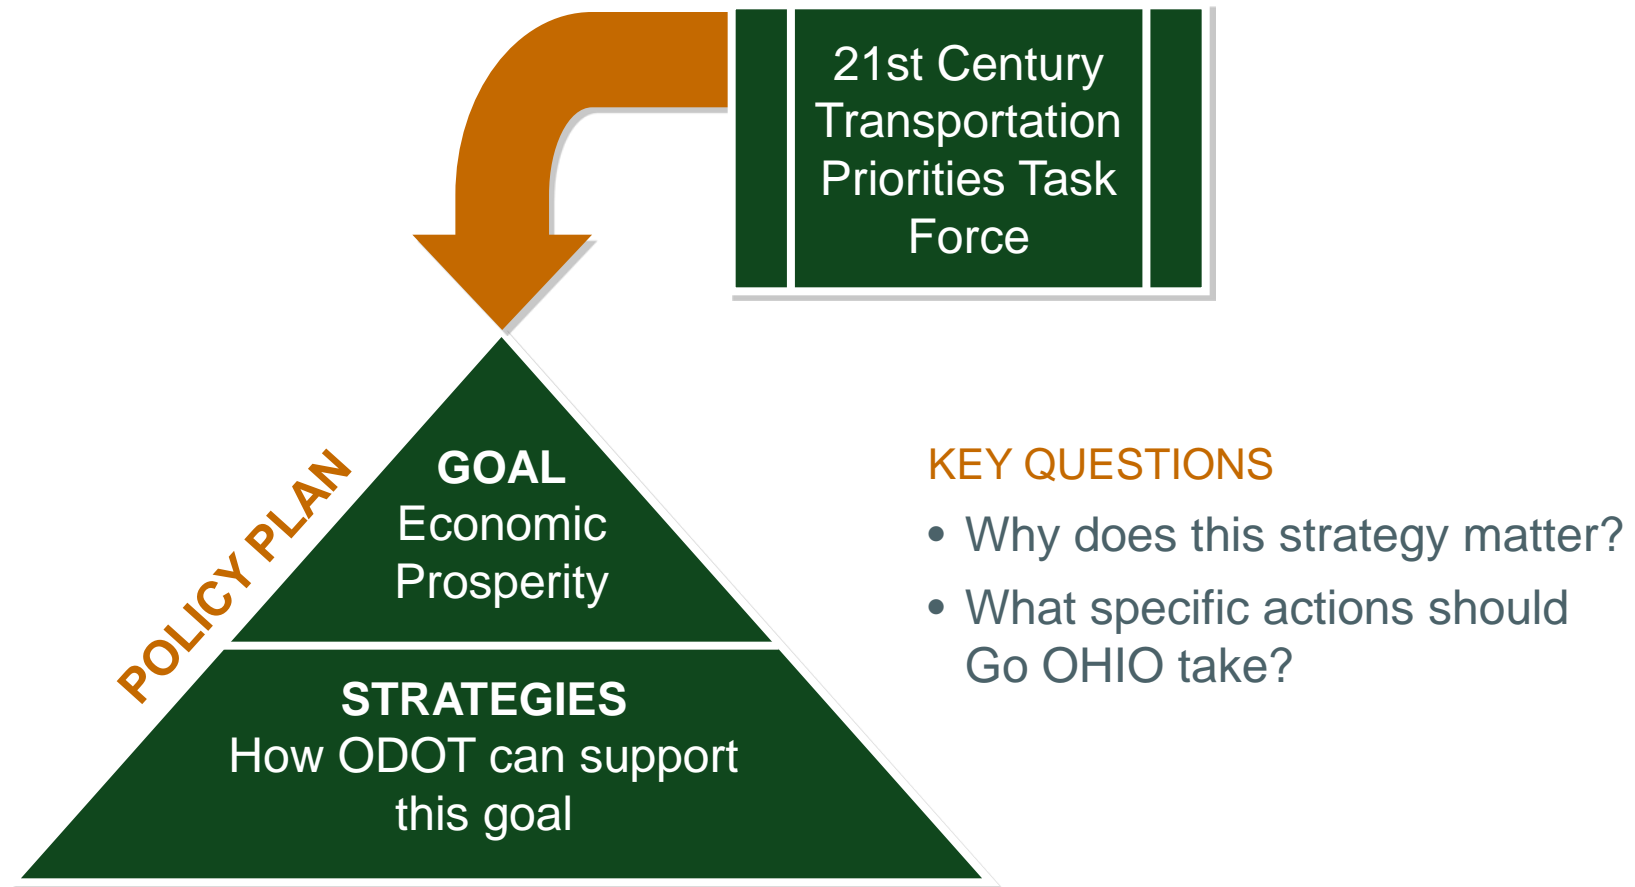 21st Century
Transportation
Priorities Task
Force
POLICY PLAN
GOAL
Economic
Prosperity
STRATEGIES
How ODOT can support
this goal
KEY QUESTIONS
• Why does this strategy matter?
• What specific actions should
Go OHIO take?